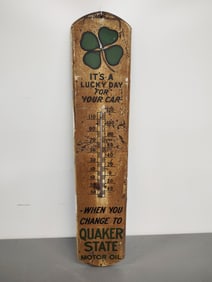 IT'S A
LUCKY DAY
FOR
YOUR CAR
-WHEN YOU
CHANGE TO
QUAKER
STATE
MOTOR OIL